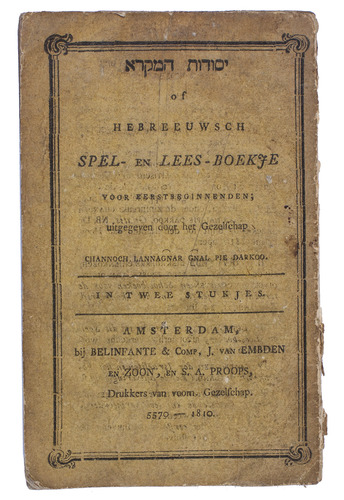 יסודות המקרא
of
HEBREEUWSCH
SPEL- EN LEES-BOEKJE
VOOR EERSTBEGINNENDEN;
uitgegeven door het Gezelschap
CHANNOCH LANNAGNAR GNAL PIE DARKOO.
IN TWEE STUKJES.
AMSTERDAM,
bij BELINFANTE & COMP, J. VAN EMBDEN
EN ZOON, EN S. A. PROOPS,
Drukkers van voorn. Gezelschap.
5570 — 1810.